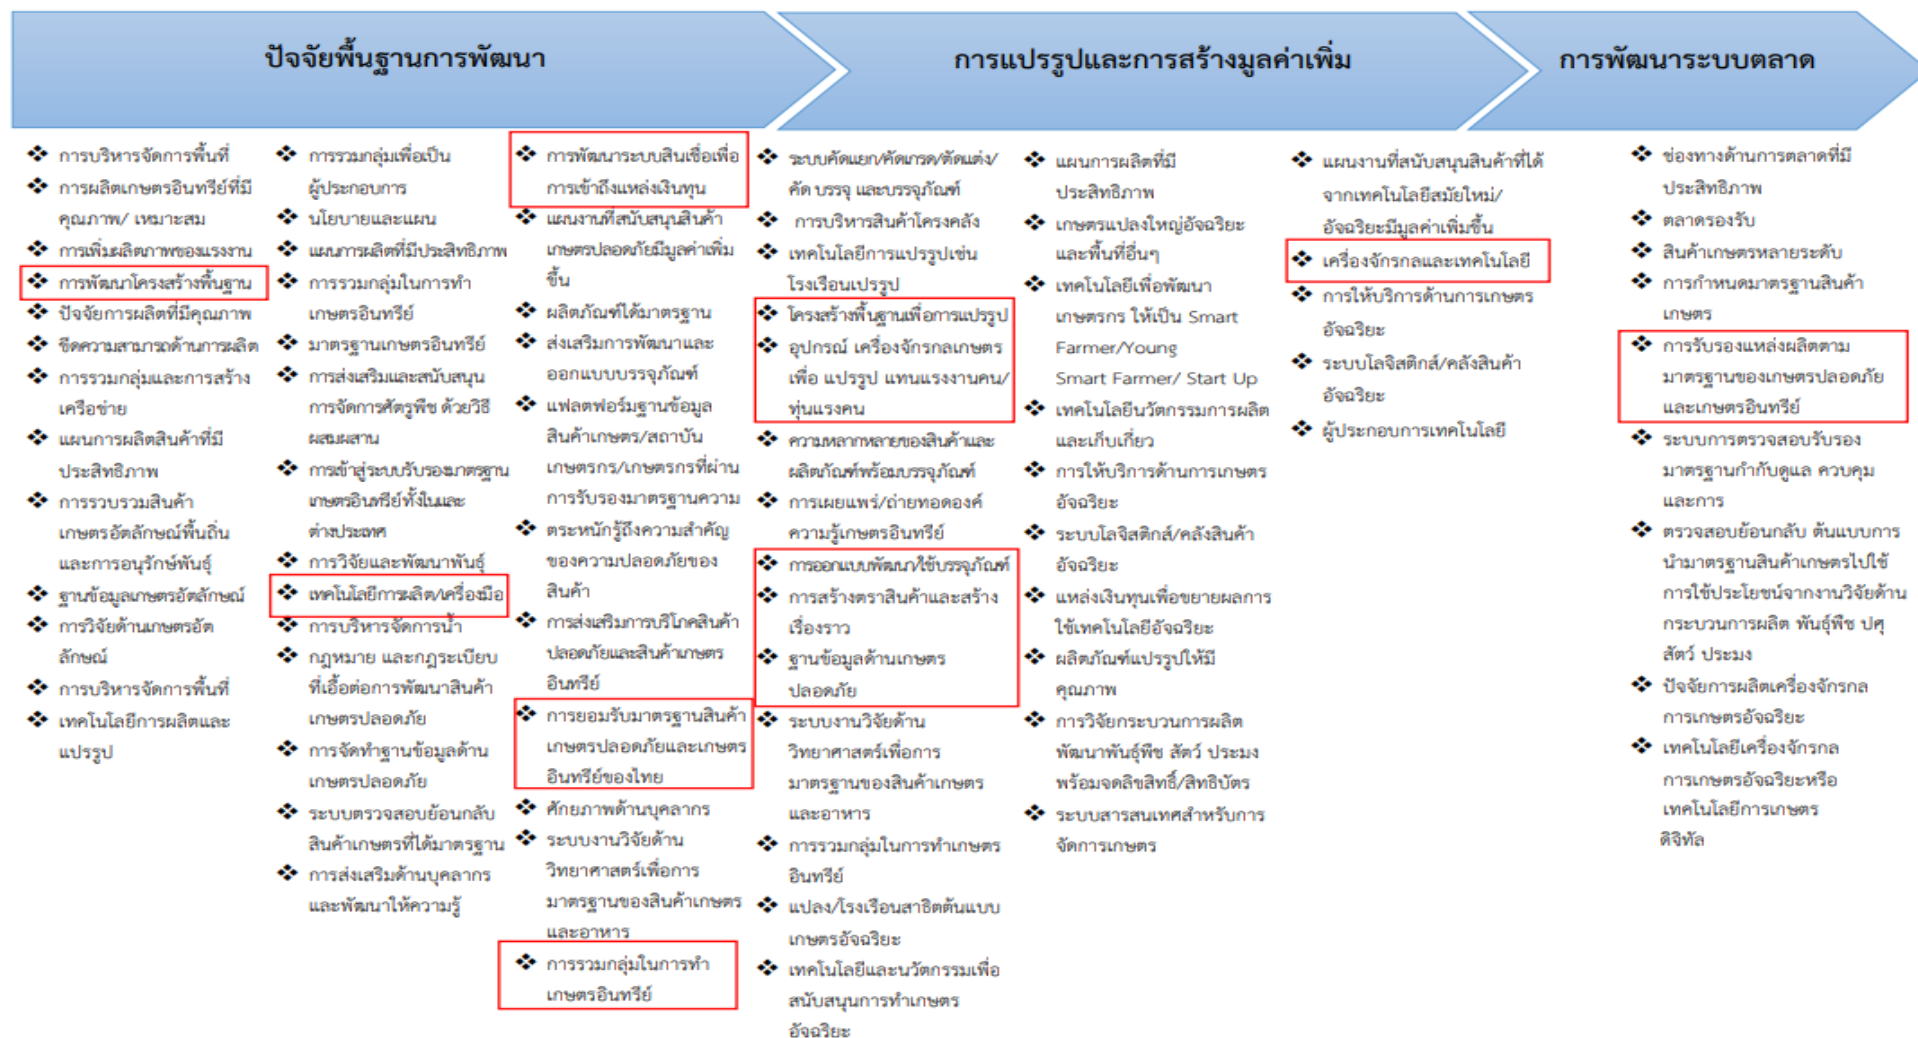 ปัจจัยพื้นฐานการพัฒนา
การแปรรูปและการสร้างมูลค่าเพิ่ม
การพัฒนาระบบตลาด
❖ การบริหารจัดการพื้นที่
❖ การผลิตเกษตรอินทรีย์ที่มี
คุณภาพ/ เหมาะสม
❖ การเพิ่มผลิตภาพของแรงงาน
❖ การพัฒนาโครงสร้างพื้นฐาน
❖ ปัจจัยการผลิตที่มีคุณภาพ
❖ ขีดความสามารถด้านการผลิต
❖ การรวมกลุ่มและการสร้าง
เครือข่าย
❖ แผนการผลิตสินค้าที่มี
ประสิทธิภาพ
❖ การรวบรวมสินค้า
เกษตรอัตลักษณ์พื้นถิ่น
และการอนุรักษ์พันธุ์
❖ ฐานข้อมูลเกษตรอัตลักษณ์
❖ การวิจัยด้านเกษตรอัต
ลักษณ์
❖ การบริหารจัดการพื้นที่
❖ เทคโนโลยีการผลิตและ
แปรรูป
❖ การรวมกลุ่มเพื่อเป็น
ผู้ประกอบการ
❖ นโยบายและแผน
❖ แผนการผลิตที่มีประสิทธิภาพ
❖ การรวมกลุ่มในการทำ
เกษตรอินทรีย์
❖ มาตรฐานเกษตรอินทรีย์
❖ การส่งเสริมและสนับสนุน
การจัดการศัตรูพืช ด้วยวิธี
ผสมผสาน
❖ การเข้าสู่ระบบรับรองมาตรฐาน
เกษตรอินทรีย์ทั้งในและ
ต่างประเทศ
❖ การวิจัยและพัฒนาพันธุ์
❖ เทคโนโลยีการผลิต/เครื่องมือ
❖ การบริหารจัดการน้ำ
❖ กฎหมาย และกฎระเบียบ
ที่เอื้อต่อการพัฒนาสินค้า
เกษตรปลอดภัย
❖ การจัดทำฐานข้อมูลด้าน
เกษตรปลอดภัย
❖ ระบบตรวจสอบย้อนกลับ
สินค้าเกษตรที่ได้มาตรฐาน
❖ การส่งเสริมด้านบุคลากร
และพัฒนาให้ความรู้
❖ การพัฒนาระบบสินเชื่อเพื่อ
การเข้าถึงแหล่งเงินทุน
❖ แผนงานที่สนับสนุนสินค้า
เกษตรปลอดภัยมีมูลค่าเพิ่ม
ขึ้น
❖ ผลิตภัณฑ์ได้มาตรฐาน
❖ ส่งเสริมการพัฒนาและ
ออกแบบบรรจุภัณฑ์
❖ แฟลตฟอร์มฐานข้อมูล
สินค้าเกษตร/สถาบัน
เกษตรกร/เกษตรกรที่ผ่าน
การรับรองมาตรฐานความ
❖ ตระหนักรู้ถึงความสำคัญ
ของความปลอดภัยของ
สินค้า
❖ การส่งเสริมการบริโภคสินค้า
ปลอดภัยและสินค้าเกษตร
อินทรีย์
❖ การยอมรับมาตรฐานสินค้า
เกษตรปลอดภัยและเกษตร
อินทรีย์ของไทย
❖ ศักยภาพด้านบุคลากร
❖ ระบบงานวิจัยด้าน
วิทยาศาสตร์เพื่อการ
มาตรฐานของสินค้าเกษตร
และอาหาร
❖ การรวมกลุ่มในการทำ
เกษตรอินทรีย์
❖ ระบบคัดแยก/คัดเกรด/ตัดแต่ง/
คัด บรรจุ และบรรจุภัณฑ์
❖ การบริหารสินค้าโครงคลัง
❖ เทคโนโลยีการแปรรูปเช่น
โรงเรือนแปรรูป
❖ โครงสร้างพื้นฐานเพื่อการแปรรูป
❖ อุปกรณ์ เครื่องจักรกลเกษตร
เพื่อ แปรรูป แทนแรงงานคน/
ทุ่นแรงคน
❖ ความหลากหลายของสินค้าและ
ผลิตภัณฑ์พร้อมบรรจุภัณฑ์
❖ การเผยแพร่/ถ่ายทอดองค์
ความรู้เกษตรอินทรีย์
❖ การออกแบบพัฒนา/ใช้บรรจุภัณฑ์
❖ การสร้างตราสินค้าและสร้าง
เรื่องราว
❖ ฐานข้อมูลด้านเกษตร
ปลอดภัย
❖ ระบบงานวิจัยด้าน
วิทยาศาสตร์เพื่อการ
มาตรฐานของสินค้าเกษตร
และอาหาร
❖ การรวมกลุ่มในการทำเกษตร
อินทรีย์
❖ แปลง/โรงเรือนสาธิตต้นแบบ
เกษตรอัจฉริยะ
❖ เทคโนโลยีและนวัตกรรมเพื่อ
สนับสนุนการทำเกษตร
อัจฉริยะ
❖ แผนการผลิตที่มี
ประสิทธิภาพ
❖ เกษตรแปลงใหญ่อัจฉริยะ
และพื้นที่อื่นๆ
❖ เทคโนโลยีเพื่อพัฒนา
เกษตรกร ให้เป็น Smart
Farmer/Young
Smart Farmer/ Start Up
❖ เทคโนโลยีนวัตกรรมการผลิต
และเก็บเกี่ยว
❖ การให้บริการด้านการเกษตร
อัจฉริยะ
❖ ระบบโลจิสติกส์/คลังสินค้า
อัจฉริยะ
❖ แหล่งเงินทุนเพื่อขยายผลการ
ใช้เทคโนโลยีอัจฉริยะ
❖ ผลิตภัณฑ์แปรรูปให้มี
คุณภาพ
❖ การวิจัยกระบวนการผลิต
พัฒนาพันธุ์พืช สัตว์ ประมง
พร้อมจดลิขสิทธิ์/สิทธิบัตร
❖ ระบบสารสนเทศสำหรับการ
จัดการเกษตร
❖ แผนงานที่สนับสนุนสินค้าที่ได้
จากเทคโนโลยีสมัยใหม่/
อัจฉริยะมีมูลค่าเพิ่มขึ้น
❖ เครื่องจักรกลและเทคโนโลยี
❖ การให้บริการด้านการเกษตร
อัจฉริยะ
❖ ระบบโลจิสติกส์/คลังสินค้า
อัจฉริยะ
❖ ผู้ประกอบการเทคโนโลยี
❖ ช่องทางด้านการตลาดที่มี
ประสิทธิภาพ
❖ ตลาดรองรับ
❖ สินค้าเกษตรหลายระดับ
❖ การกำหนดมาตรฐานสินค้า
เกษตร
❖ การรับรองแหล่งผลิตตาม
มาตรฐานของเกษตรปลอดภัย
และเกษตรอินทรีย์
❖ ระบบการตรวจสอบรับรอง
มาตรฐานกำกับดูแล ควบคุม
และการ
❖ ตรวจสอบย้อนกลับ ต้นแบบการ
นำมาตรฐานสินค้าเกษตรไปใช้
การใช้ประโยชน์จากงานวิจัยด้าน
กระบวนการผลิต พันธุ์พืช ปศุ
สัตว์ ประมง
❖ ปัจจัยการผลิตเครื่องจักรกล
การเกษตรอัจฉริยะ
❖ เทคโนโลยีเครื่องจักรกล
การเกษตรอัจฉริยะหรือ
เทคโนโลยีการเกษตร
ดิจิทัล